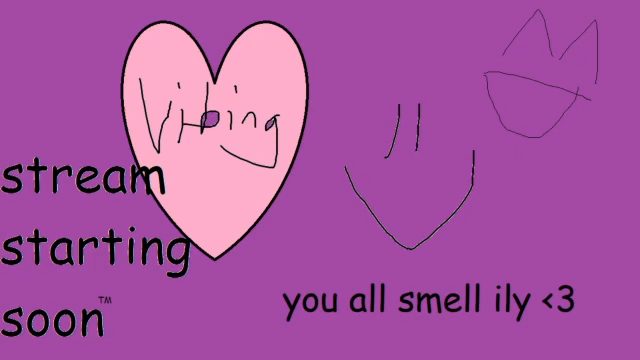 Vibing
stream
starting
soon™
you all smell ily <3